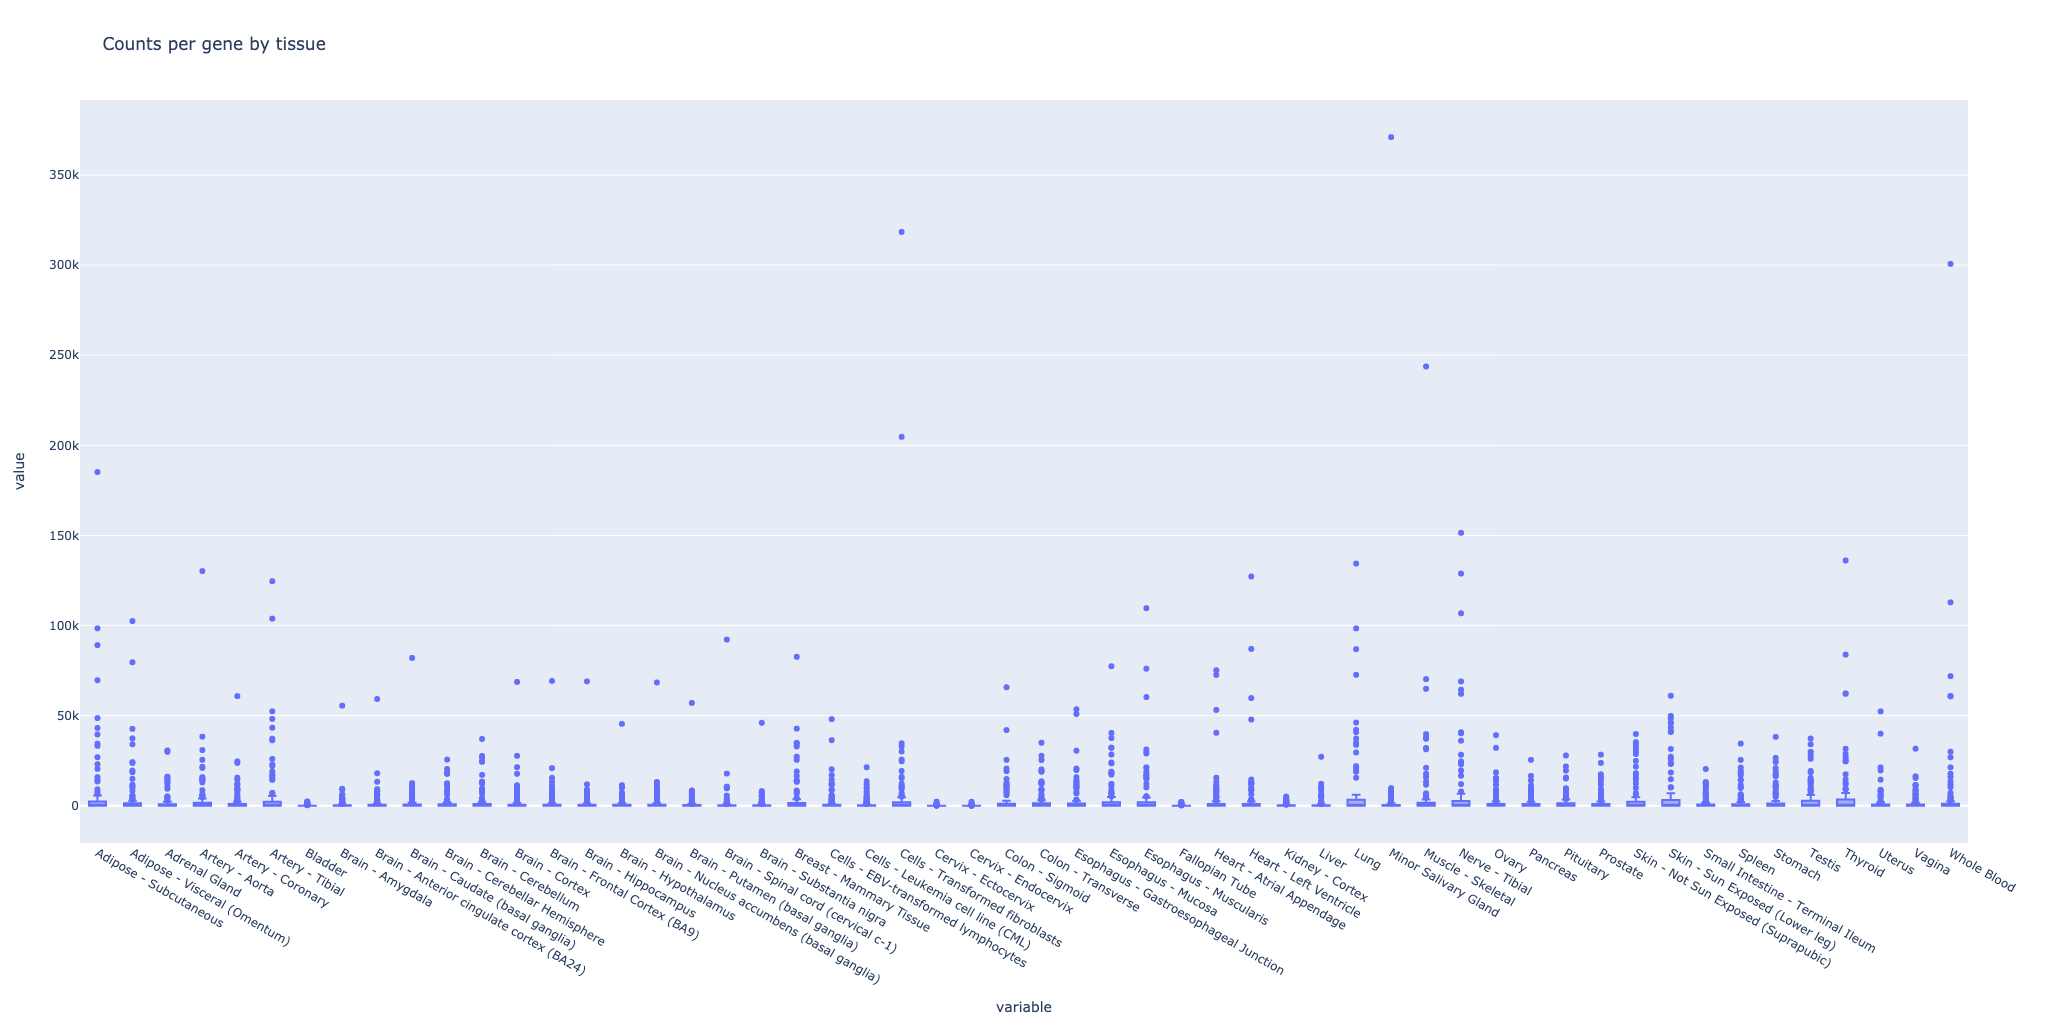 Counts per gene by tissue
350k
300k
250k
200k
150k
100k
50k
0
value
Adipose - Subcutaneous
Adipose - Visceral (Omentum)
Adrenal Gland
Artery - Aorta
Artery - Coronary
Artery - Tibial
Bladder
Brain - Amygdala
Brain - Anterior cingulate cortex (BA24)
Brain - Caudate (basal ganglia)
Brain - Cerebellar Hemisphere
Brain - Cerebellum
Brain - Cortex
Brain - Frontal Cortex (BA9)
Brain - Hippocampus
Brain - Hypothalamus
Brain - Nucleus accumbens (basal ganglia)
Brain - Putamen (basal ganglia)
Brain - Spinal cord (cervical c-1)
Brain - Substantia nigra
Breast - Mammary Tissue
Cells - EBV-transformed lymphocytes
Cells - Leukemia cell line (CML)
Cells - Transformed fibroblasts
Cervix - Ectocervix
Cervix - Endocervix
Colon - Sigmoid
Colon - Transverse
Esophagus - Gastroesophageal Junction
Esophagus - Mucosa
Esophagus - Muscularis
Fallopian Tube
Heart - Atrial Appendage
Heart - Left Ventricle
Kidney - Cortex
Liver
Lung
Minor Salivary Gland
Muscle - Skeletal
Nerve - Tibial
Ovary
Pancreas
Pituitary
Prostate
Skin - Not Sun Exposed (Suprapubic)
Skin - Sun Exposed (Lower leg)
Small Intestine - Terminal Ileum
Spleen
Stomach
Testis
Thyroid
Uterus
Vagina
Whole Blood
variable